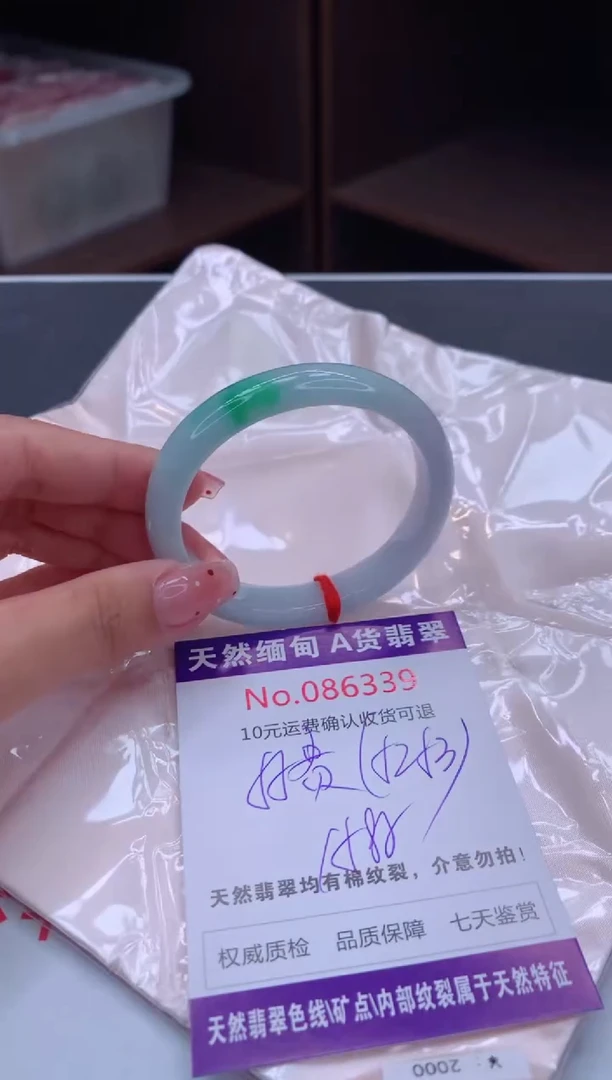 天然缅甸 A货翡翠
No.086339
10元运费确认收货可退
天然翡翠均有棉纹裂，介意勿拍！
权威质检 品质保障 七天鉴赏
天然翡翠色线\矿点\内部纹裂属于天然特征
2000